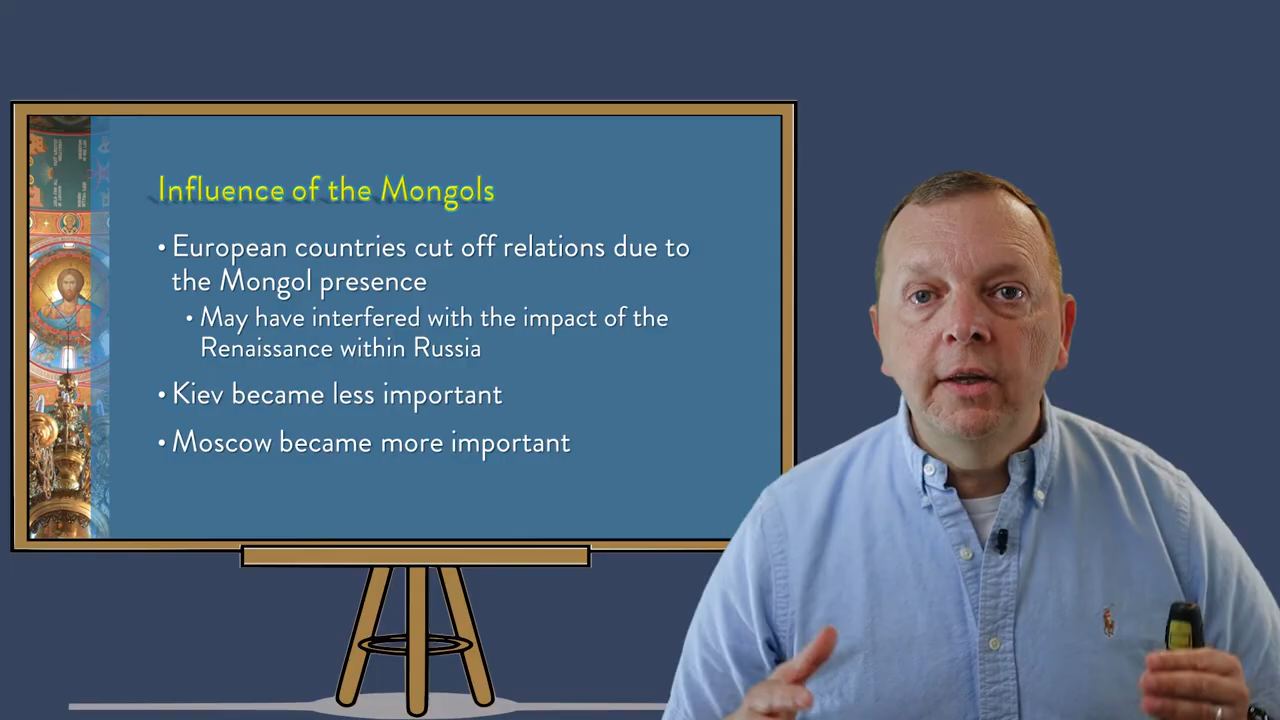 Influence of the Mongols
• European countries cut off relations due to
the Mongol presence
• May have interfered with the impact of the
Renaissance within Russia
• Kiev became less important
• Moscow became more important